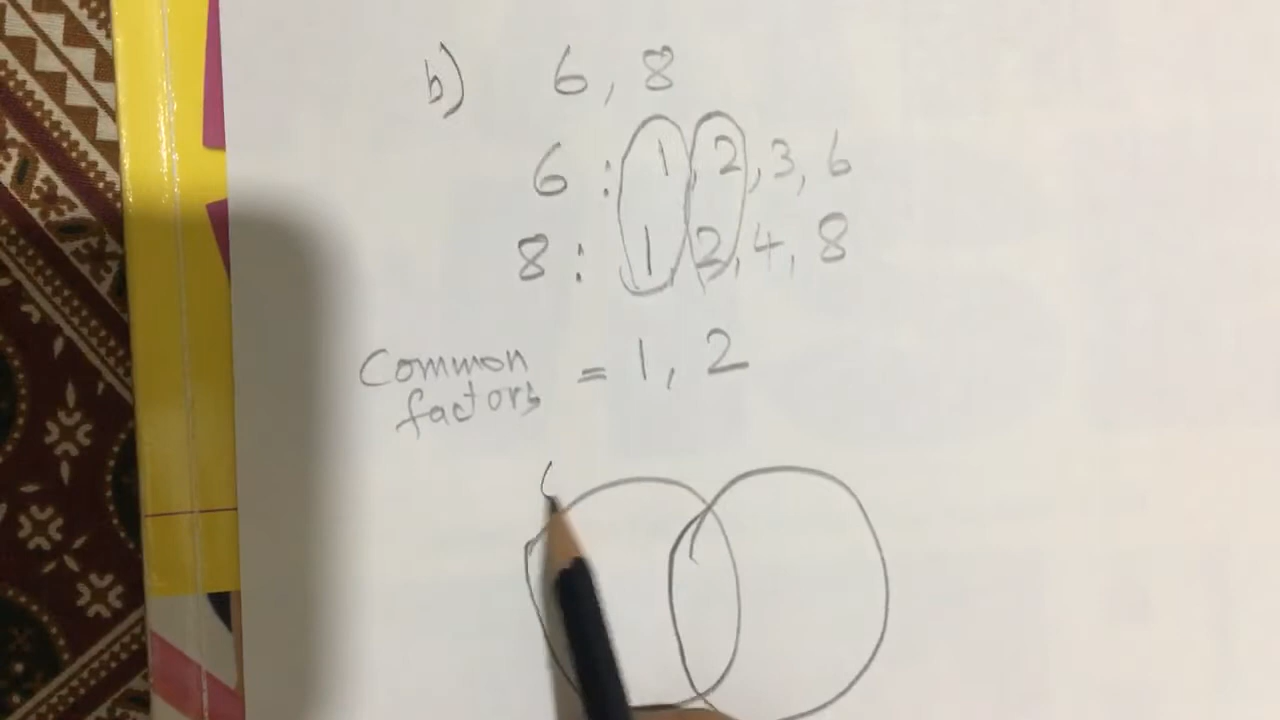 b) 6, 8
6 : 1, 2, 3, 6
8 : 1 2, 4, 8
Common factors = 1, 2